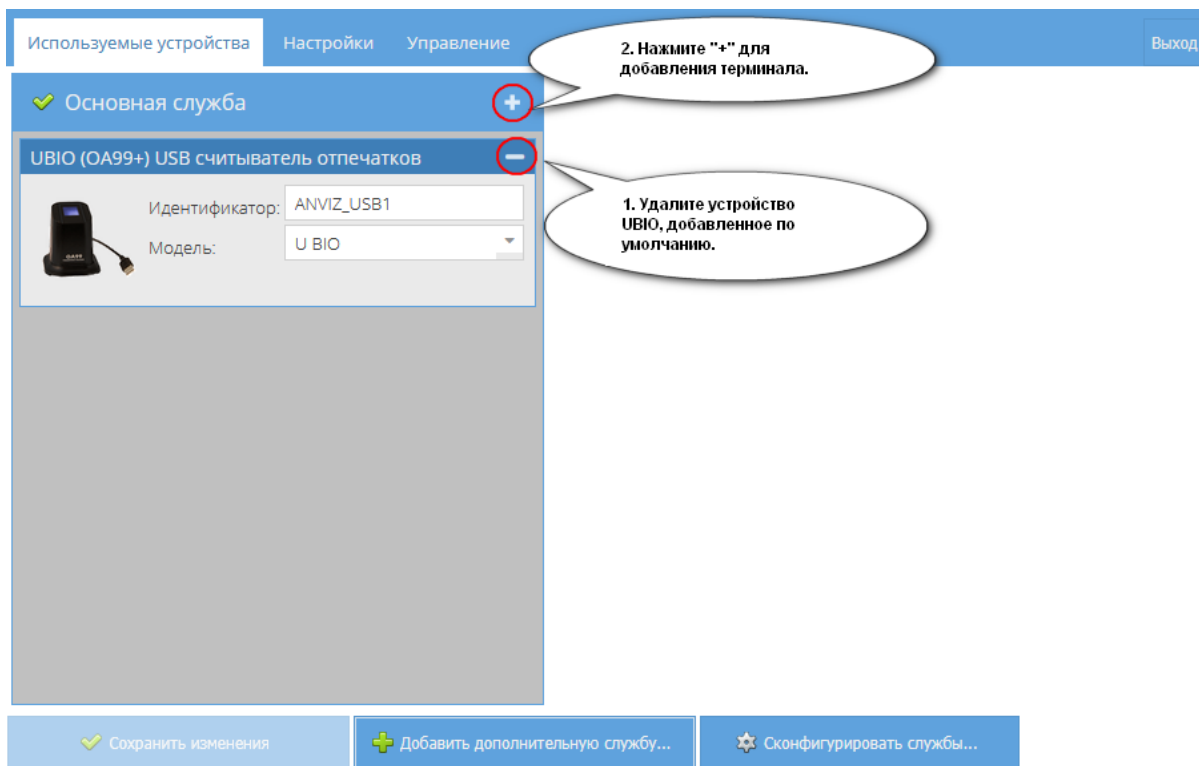 Используемые устройства Настройки Управление Выход
2. Нажмите "+" для
добавления терминала.
Основная служба
UBIO (OA99+) USB считыватель отпечатков
Идентификатор: ANVIZ_USB1
Модель: U BIO
OA99
1. Удалите устройство
UBIO, добавленное по
умолчанию.
Сохранить изменения Добавить дополнительную службу... Сконфигурировать службы...